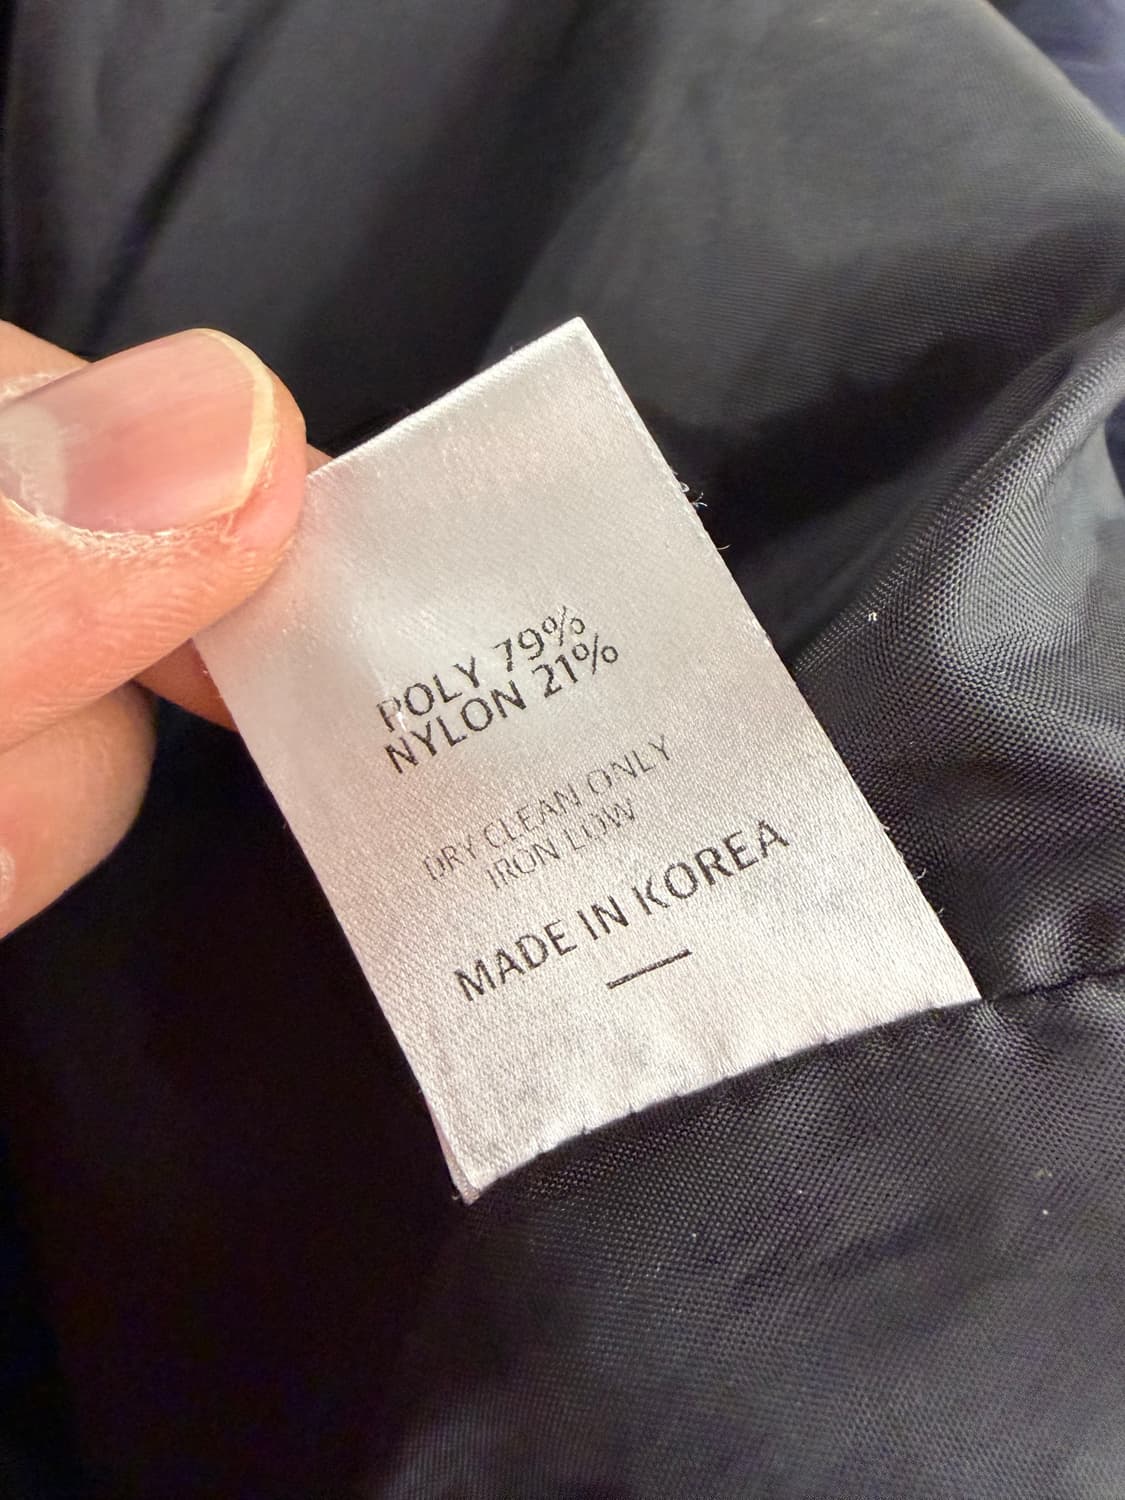 POLY 79%
NYLON 21%
DRY CLEAN ONLY
IRON LOW
MADE IN KOREA